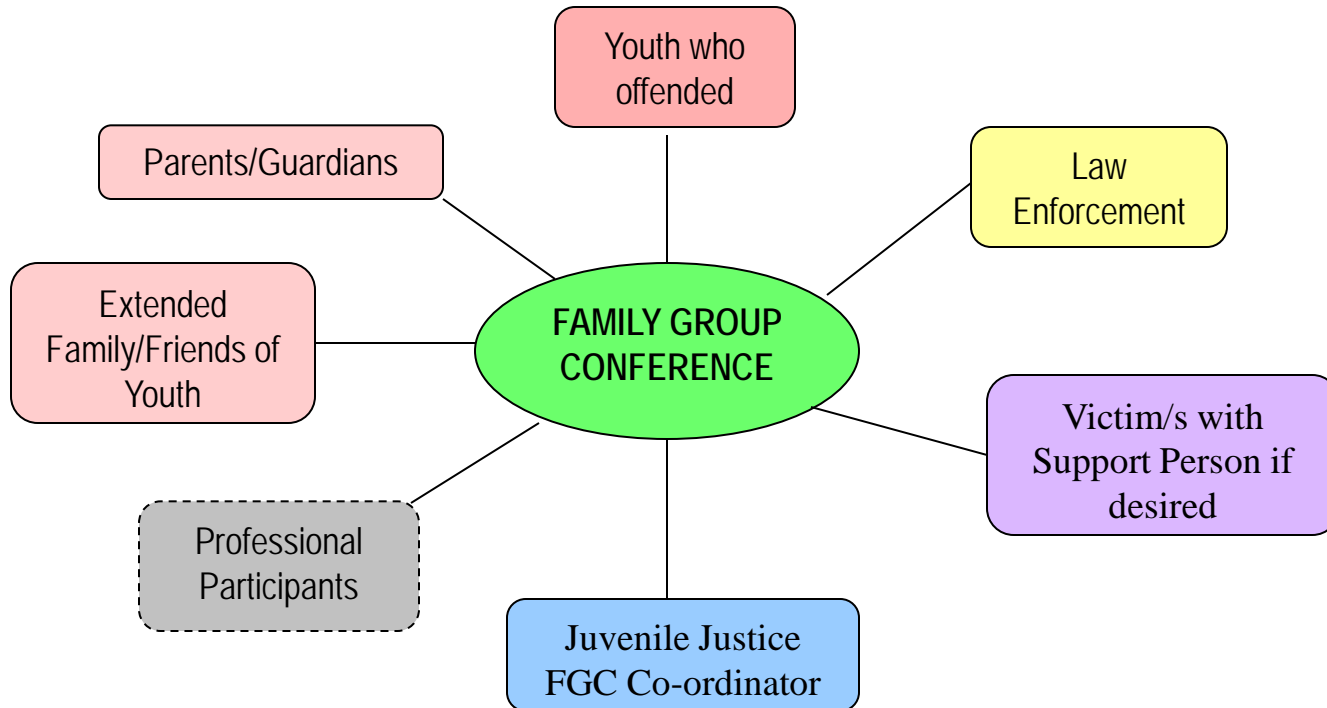 Youth who
offended
Parents/Guardians
Law
Enforcement
Extended
Family/Friends of
Youth
FAMILY GROUP
CONFERENCE
Victim/s with
Support Person if
desired
Professional
Participants
Juvenile Justice
FGC Co-ordinator